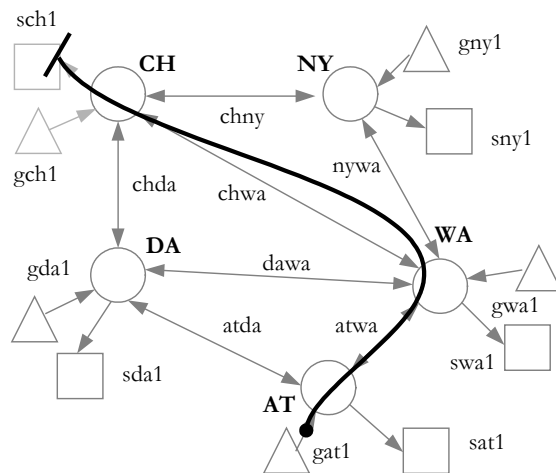 sch1
CH
NY
gny1
chny
sny1
gch1
nywa
chda
chwa
DA
WA
gda1
dawa
gwa1
atda
atwa
swa1
sda1
AT
gat1
sat1